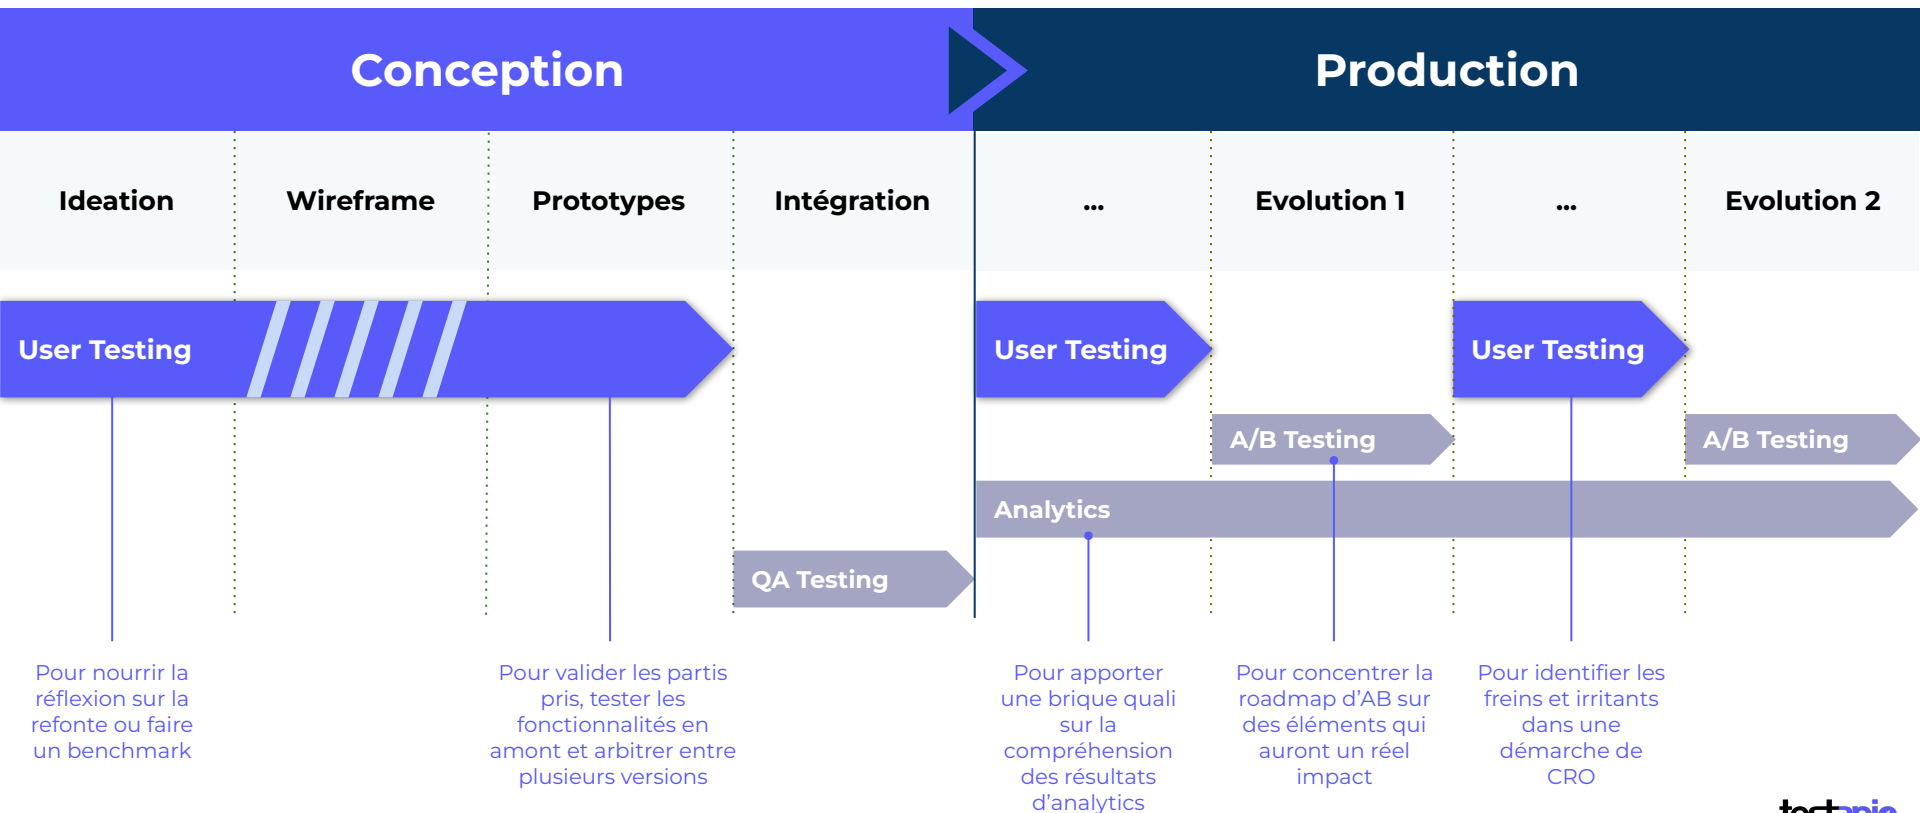 Conception
Production
Ideation
Wireframe
Prototypes
Intégration
...
Evolution 1
...
Evolution 2
User Testing
User Testing
User Testing
A/B Testing
A/B Testing
Analytics
QA Testing
Pour nourrir la
réflexion sur la
refonte ou faire
un benchmark
Pour valider les partis
pris, tester les
fonctionnalités en
amont et arbitrer entre
plusieurs versions
Pour apporter
une brique quali
sur la
compréhension
des résultats
d’analytics
Pour concentrer la
roadmap d’AB sur
des éléments qui
auront un réel
impact
Pour identifier les
freins et irritants
dans une
démarche de
CRO